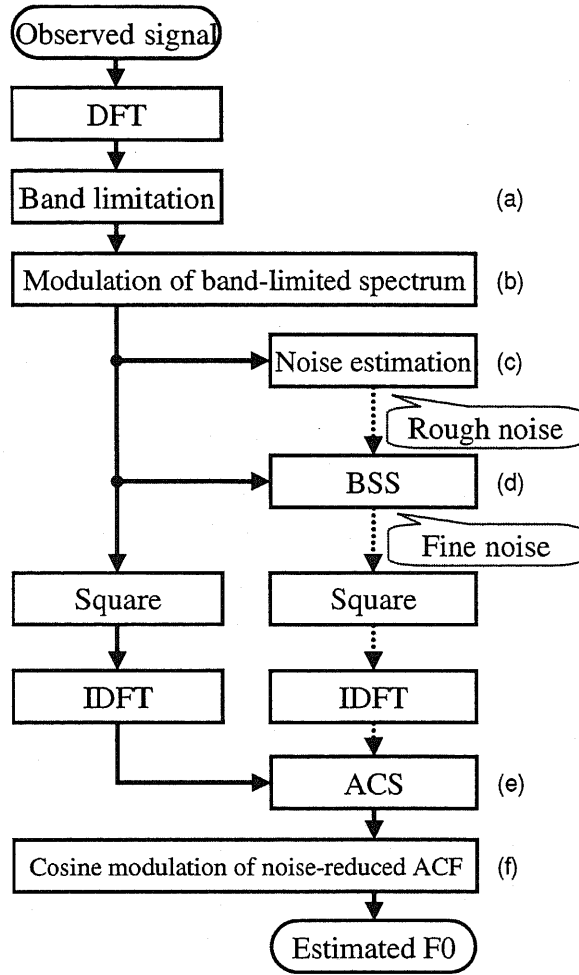 Observed signal
DFT
Band limitation (a)
Modulation of band-limited spectrum (b)
Noise estimation (c)
Rough noise
BSS (d)
Fine noise
Square Square
IDFT IDFT
ACS (e)
Cosine modulation of noise-reduced ACF (f)
Estimated F0